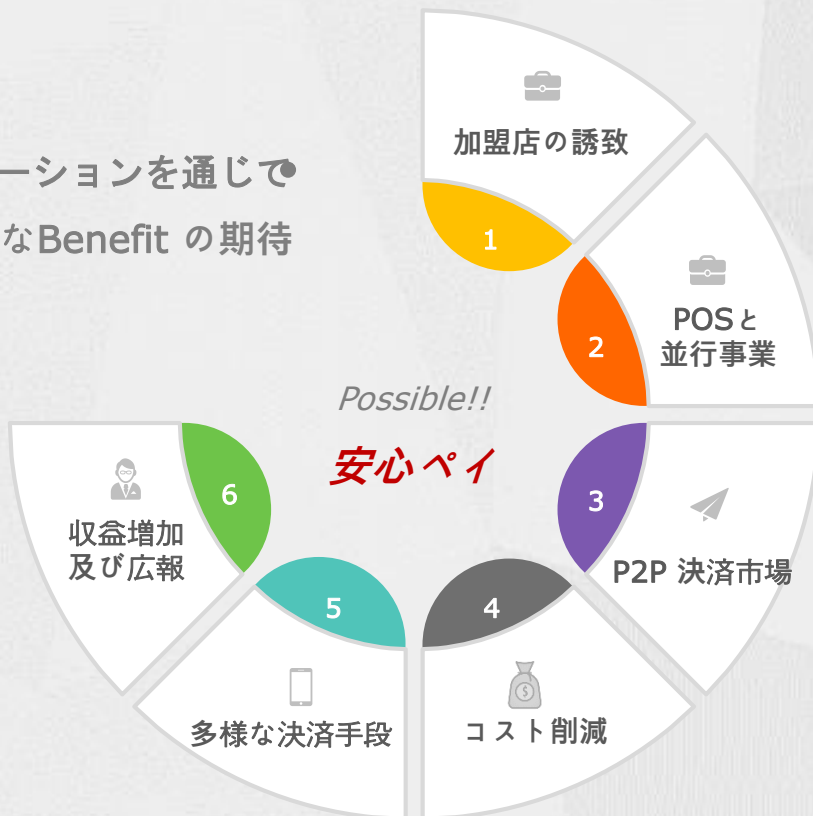 ーションを通じて
なBenefit の期待
加盟店の誘致
1
POSと
並行事業
2
Possible!!
安心ペイ
3
P2P 決済市場
4
コスト削減
5
多様な決済手段
6
収益増加
及び広報
$